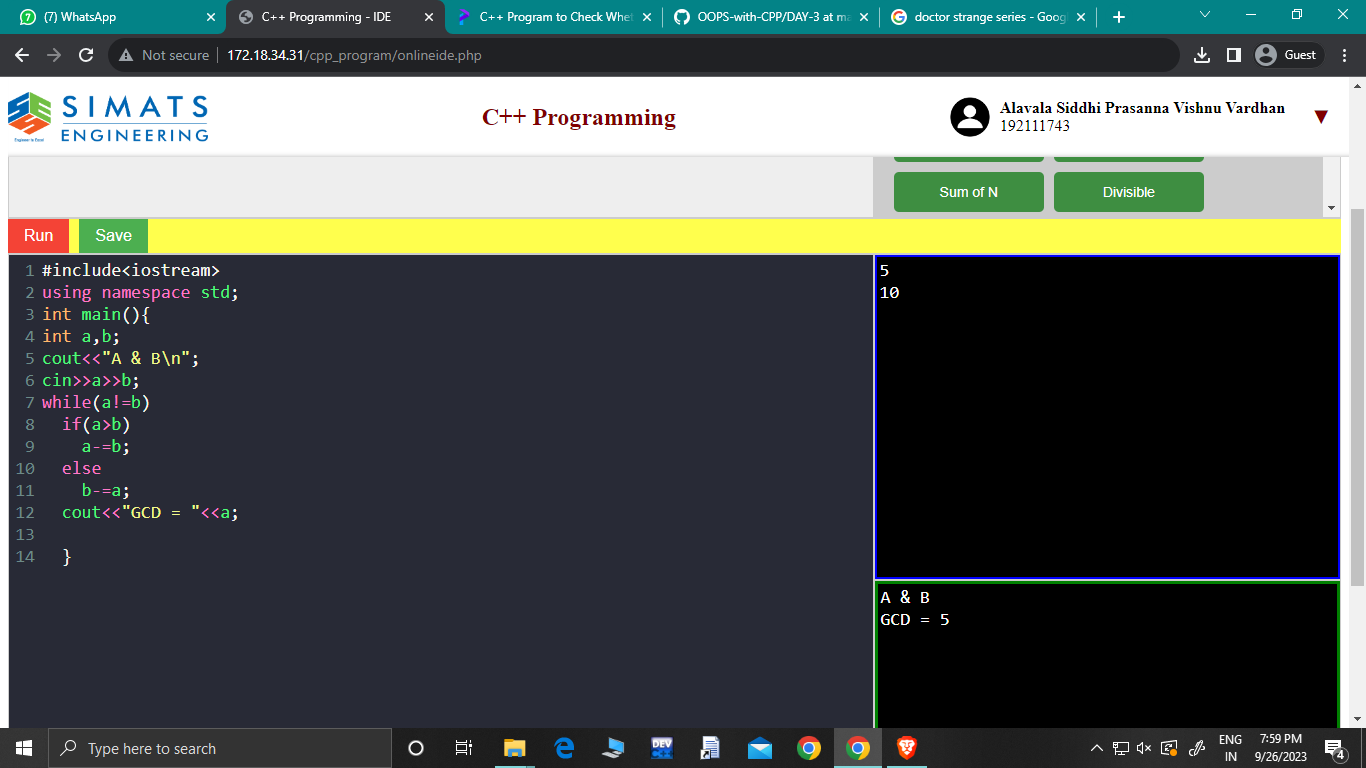 (7) WhatsApp
C++ Programming - IDE
C++ Program to Check Whet
OOPS-with-CPP/DAY-3 at ma
doctor strange series - Goog
Not secure
172.18.34.31/cpp_program/onlineide.php
Guest
SIMATS
ENGINEERING
Engineer to Excel
C++ Programming
Alavala Siddhi Prasanna Vishnu Vardhan
192111743
Sum of N
Divisible
Run
Save
1 #include<iostream>
2 using namespace std;
3 int main(){
4 int a,b;
5 cout<<"A & B\n";
6 cin>>a>>b;
7 while(a!=b)
8   if(a>b)
9     a-=b;
10   else
11     b-=a;
12   cout<<"GCD = "<<a;
13
14   }
5
10
A & B
GCD = 5
Type here to search
DEV
ENG
IN
7:59 PM
9/26/2023
4